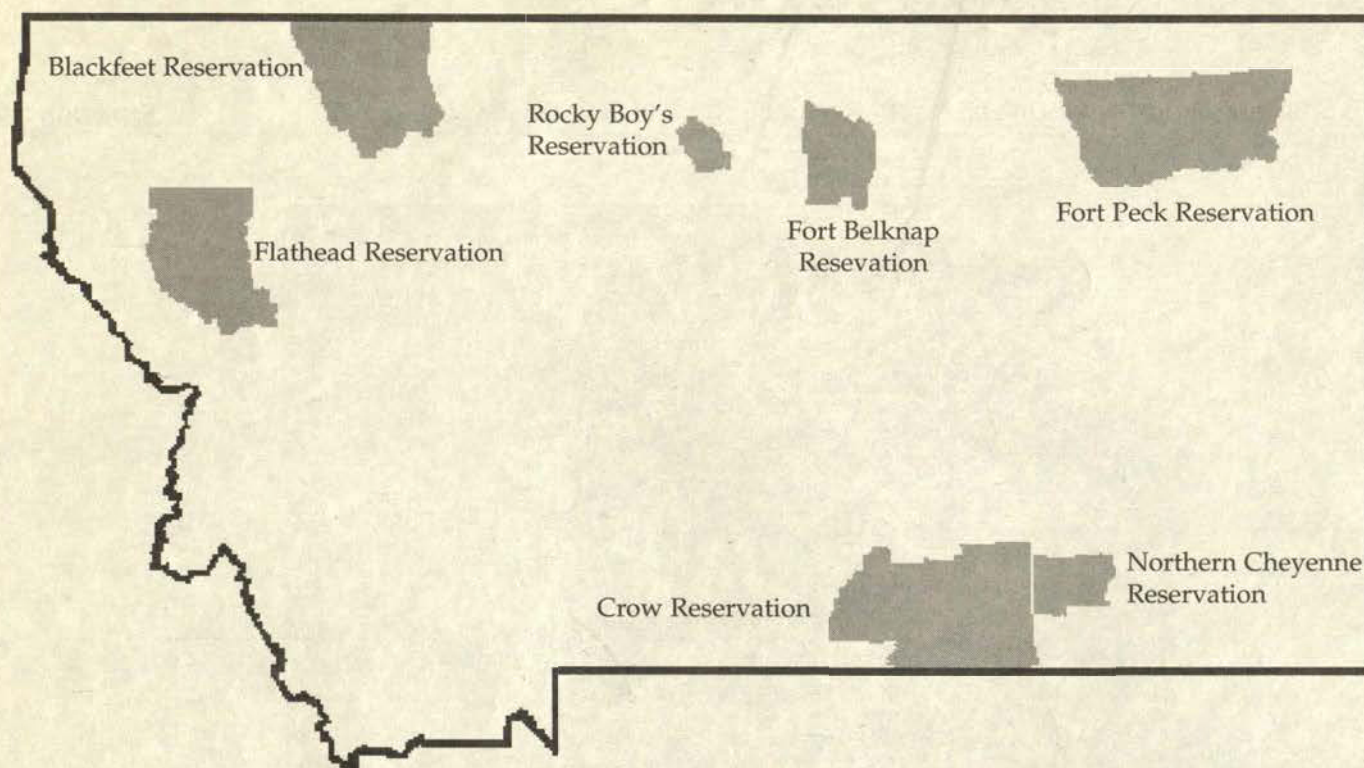 Blackfeet Reservation
Rocky Boy's
Reservation
Fort Belknap
Resevation
Fort Peck Reservation
Flathead Reservation
Crow Reservation
Northern Cheyenne
Reservation